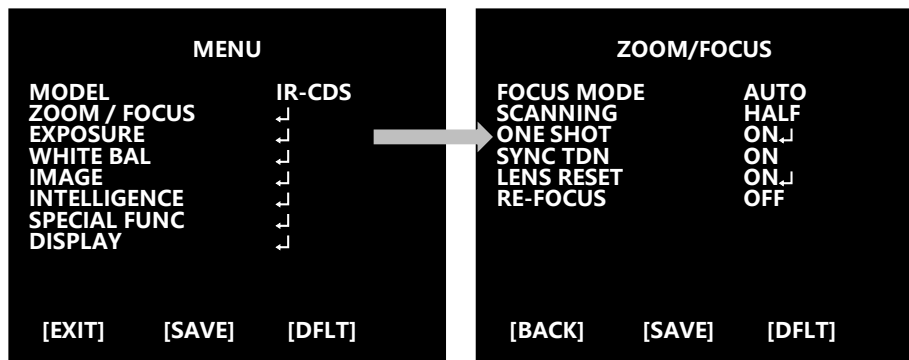 MENU
MODEL IR-CDS
ZOOM / FOCUS ↵
EXPOSURE ↵
WHITE BAL ↵
IMAGE ↵
INTELLIGENCE ↵
SPECIAL FUNC ↵
DISPLAY ↵
[EXIT] [SAVE] [DFLT]
ZOOM/FOCUS
FOCUS MODE AUTO
SCANNING HALF
ONE SHOT ON↵
SYNC TDN ON
LENS RESET ON↵
RE-FOCUS OFF
[BACK] [SAVE] [DFLT]